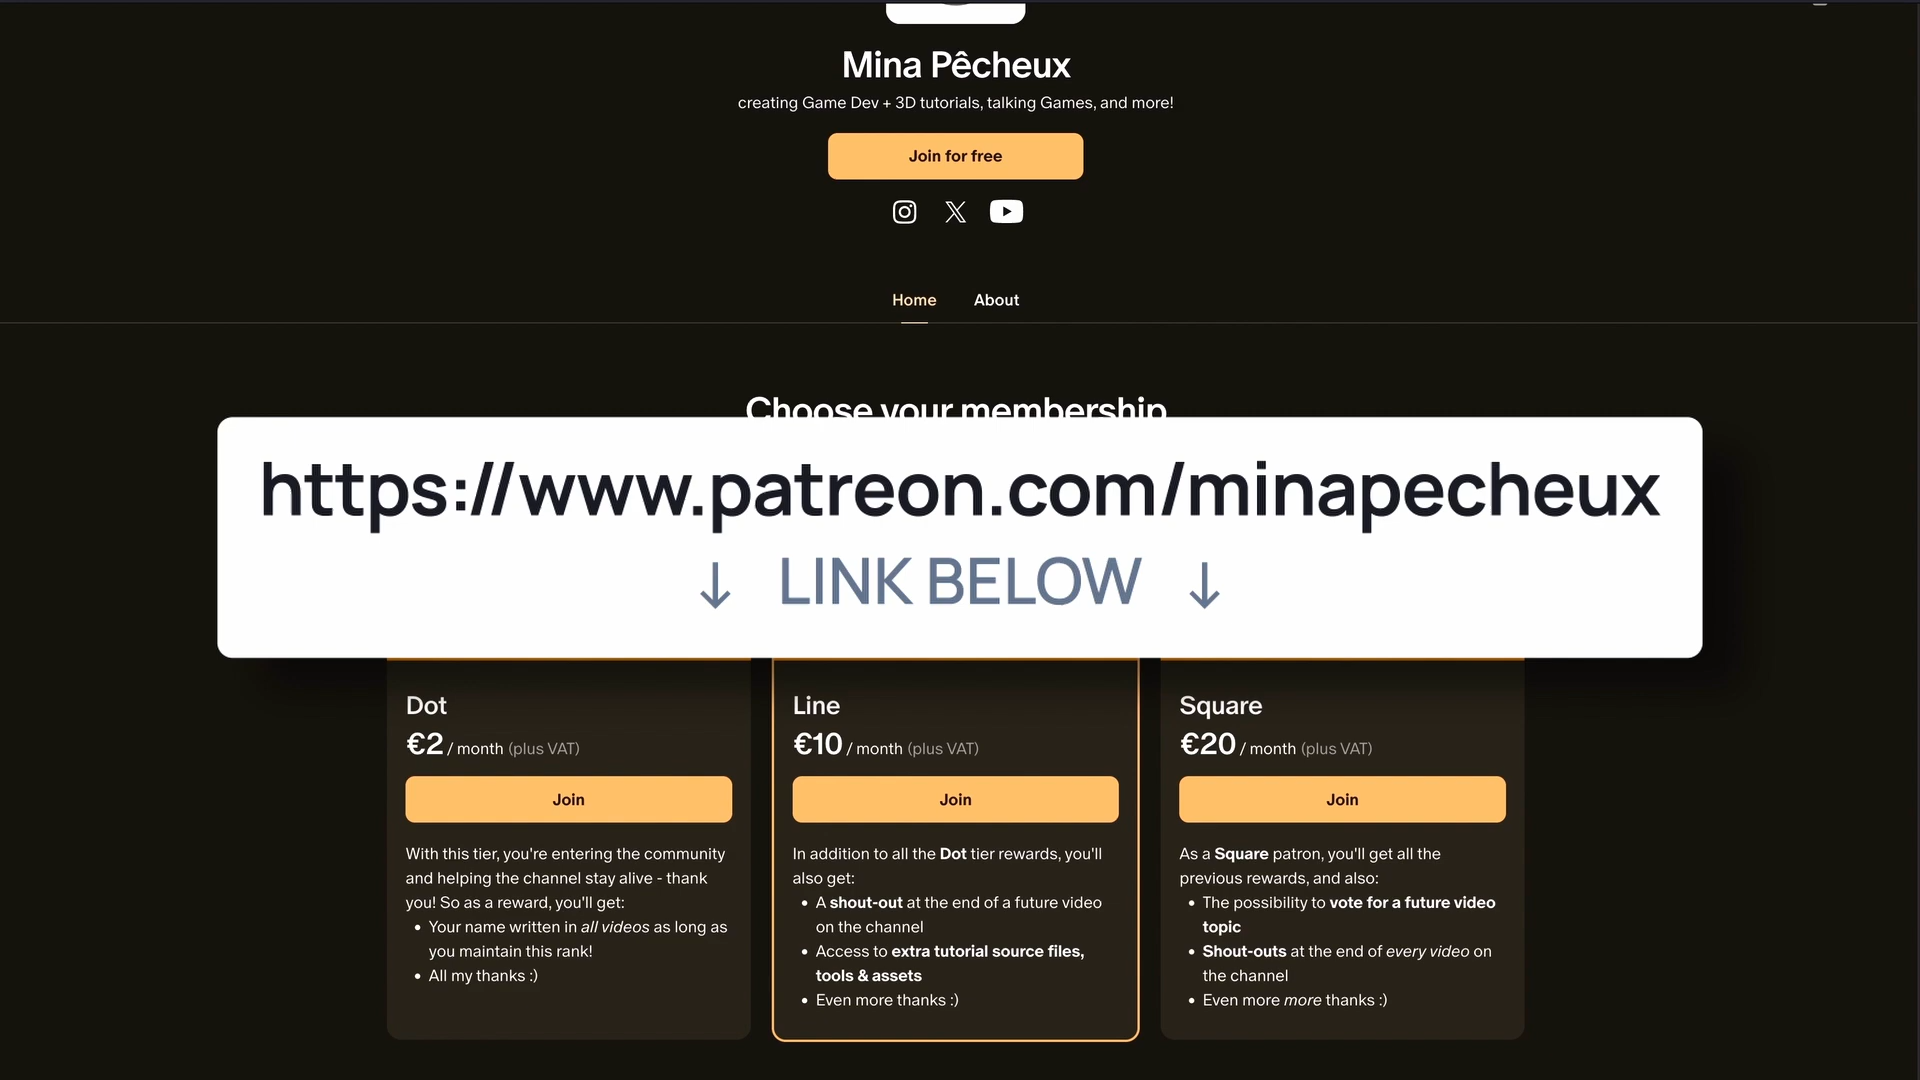 Mina Pêcheux
creating Game Dev + 3D tutorials, talking Games, and more!
Join for free
Home About
Choose your membership
https://www.patreon.com/minapecheux
↓ LINK BELOW ↓
Dot
€2 / month (plus VAT)
Join
With this tier, you're entering the community
and helping the channel stay alive - thank
you! So as a reward, you'll get:
• Your name written in all videos as long as
you maintain this rank!
• All my thanks :)
Line
€10 / month (plus VAT)
Join
In addition to all the Dot tier rewards, you'll
also get:
• A shout-out at the end of a future video
on the channel
• Access to extra tutorial source files,
tools & assets
• Even more thanks :)
Square
€20 / month (plus VAT)
Join
As a Square patron, you'll get all the
previous rewards, and also:
• The possibility to vote for a future video
topic
• Shout-outs at the end of every video on
the channel
• Even more more thanks :)